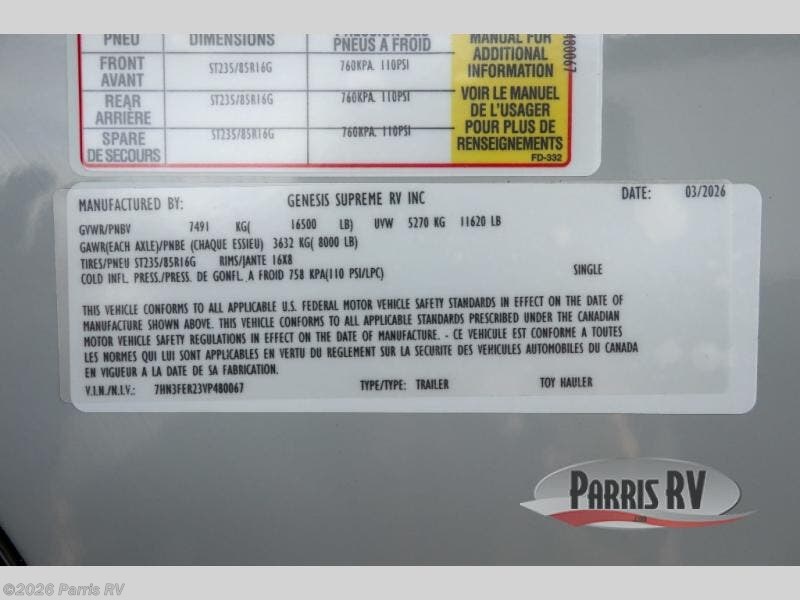 PNEU DIMENSIONS PNEUS A FROID
FRONT
AVANT ST235/85R16G 760KPA, 110PSI
REAR
ARRIÈRE ST235/85R16G 760KPA, 110PSI
SPARE
DE SECOURS ST235/85R16G 760KPA, 110PSI
MANUAL FOR
ADDITIONAL
INFORMATION
VOIR LE MANUEL
DE L'USAGER
POUR PLUS DE
RENSEIGNEMENTS
FD-332
480067
MANUFACTURED BY: GENESIS SUPREME RV INC DATE: 03/2026
GVWR/PNBV 7491 KG( 16500 LB) UVW 5270 KG 11620 LB
GAWR(EACH AXLE)/PNBE (CHAQUE ESSIEU) 3632 KG( 8000 LB)
TIRES/PNEU ST235/85R16G RIMS/JANTE 16X8
COLD INFL. PRESS./PRESS. DE GONFL. A FROID 758 KPA(110 PSI/LPC) SINGLE
THIS VEHICLE CONFORMS TO ALL APPLICABLE U.S. FEDERAL MOTOR VEHICLE SAFETY STANDARDS IN EFFECT ON THE DATE OF
MANUFACTURE SHOWN ABOVE. THIS VEHICLE CONFORMS TO ALL APPLICABLE STANDARDS PRESCRIBED UNDER THE CANADIAN
MOTOR VEHICLE SAFETY REGULATIONS IN EFFECT ON THE DATE OF MANUFACTURE. - CE VEHICULE EST CONFORME A TOUTES
LES NORMES QUI LUI SONT APPLICABLES EN VERTU DU REGLEMENT SUR LA SECURITE DES VEHICULES AUTOMOBILES DU CANADA
EN VIGUEUR A LA DATE DE SA FABRICATION.
V.I.N./N.I.V.: 7HN3FER23VP480067 TYPE/TYPE: TRAILER TOY HAULER
PARRIS RV
©2026 Parris RV